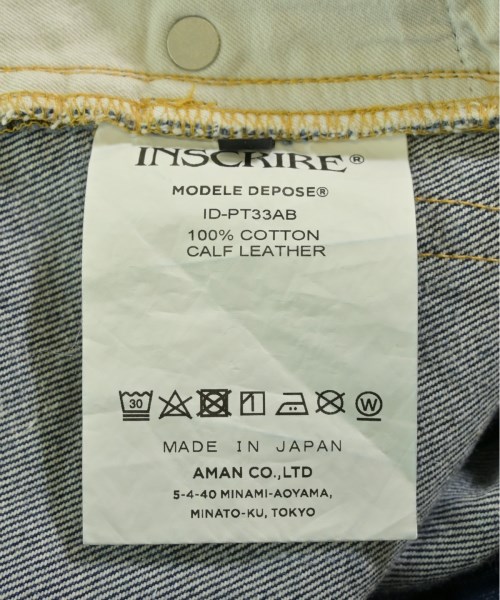 INSCRIRE®
MODELE DEPOSE®
ID-PT33AB
100% COTTON
CALF LEATHER
30 W
MADE IN JAPAN
AMAN CO.,LTD
5-4-40 MINAMI-AOYAMA,
MINATO-KU, TOKYO